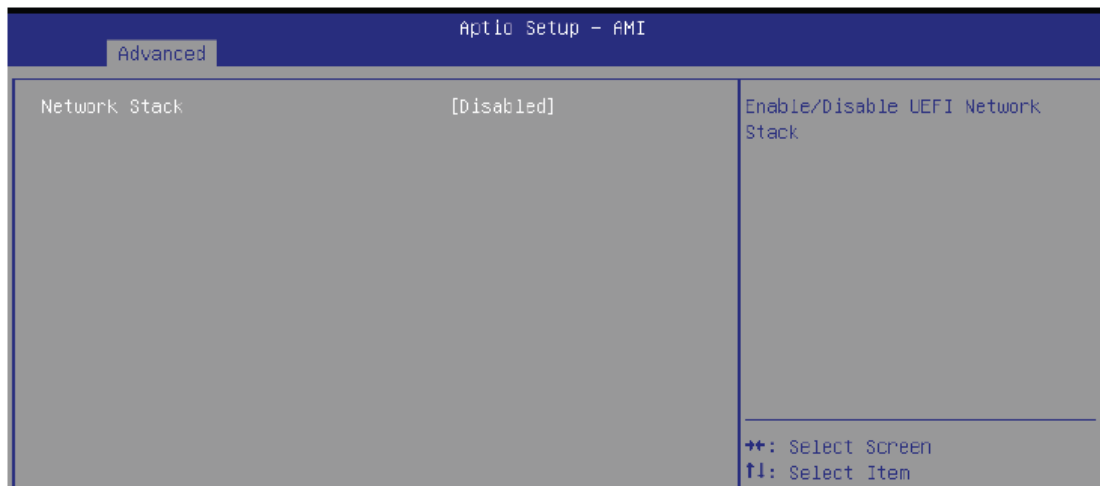 Aptio Setup – AMI
Advanced
Network Stack [Disabled]
Enable/Disable UEFI Network
Stack
→←: Select Screen
↑↓: Select Item